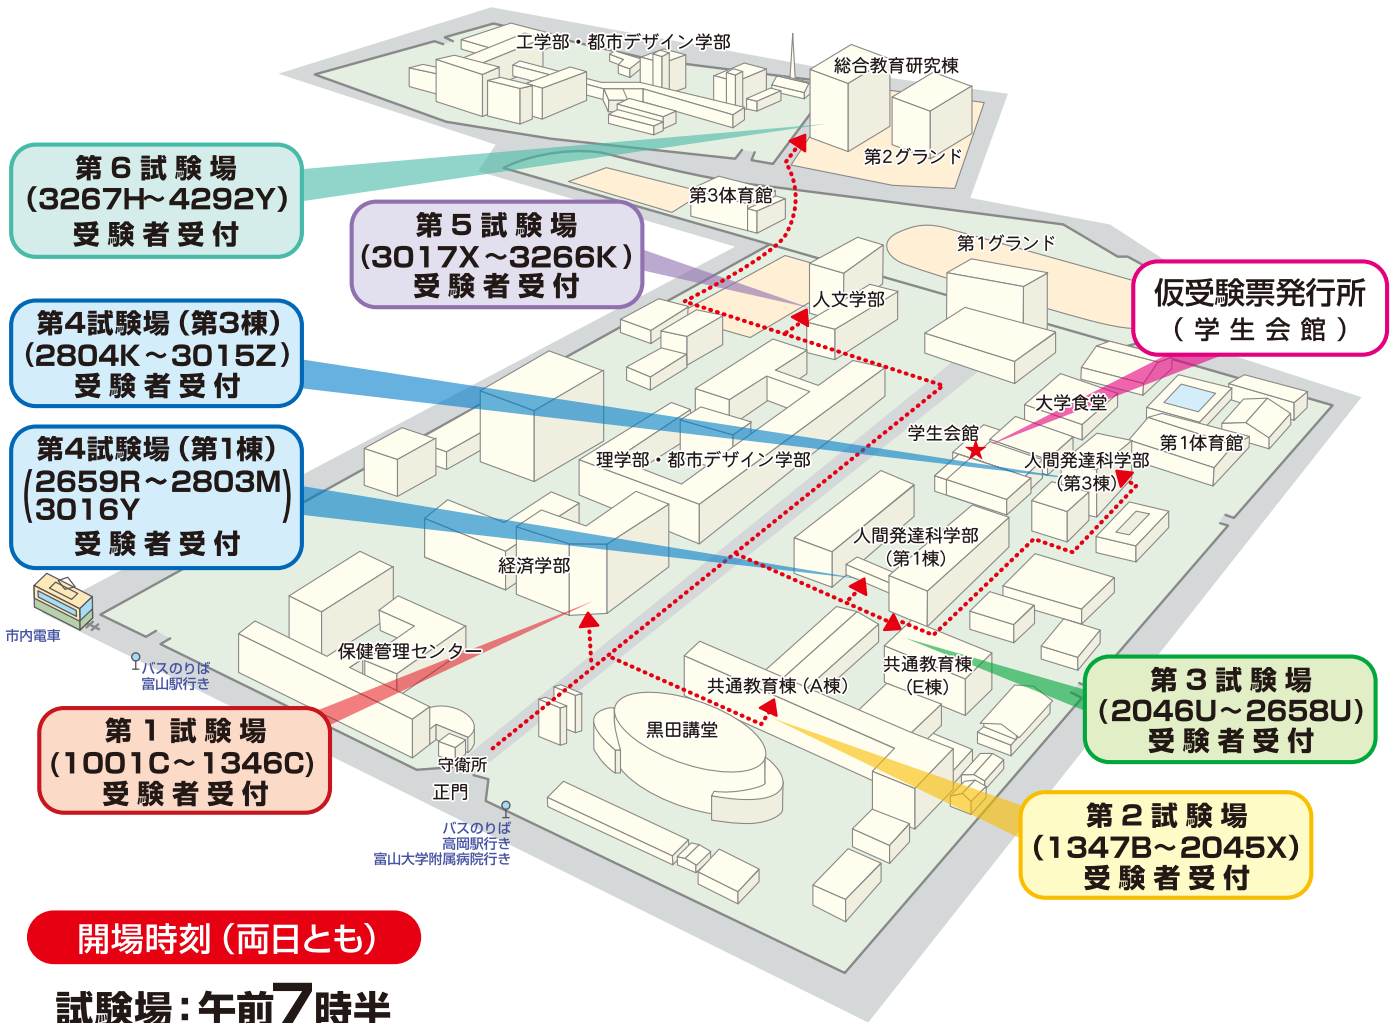 工学部・都市デザイン学部
総合教育研究棟
第2グランド
第6試験場
(3267H～4292Y)
受験者受付
第3体育館
第5試験場
(3017X～3266K)
受験者受付
第1グランド
人文学部
仮受験票発行所
(学生会館)
第4試験場(第3棟)
(2804K～3015Z)
受験者受付
大学食堂
学生会館
第1体育館
人間発達科学部
(第3棟)
理学部・都市デザイン学部
第4試験場(第1棟)
(2659R～2803M
3016Y)
受験者受付
人間発達科学部
(第1棟)
経済学部
市内電車
バスのりば
富山駅行き
保健管理センター
共通教育棟
(E棟)
共通教育棟(A棟)
第3試験場
(2046U～2658U)
受験者受付
黒田講堂
第1試験場
(1001C～1346C)
受験者受付
守衛所
正門
バスのりば
高岡駅行き
富山大学附属病院行き
第2試験場
(1347B～2045X)
受験者受付
開場時刻(両日とも)
試験場：午前7時半